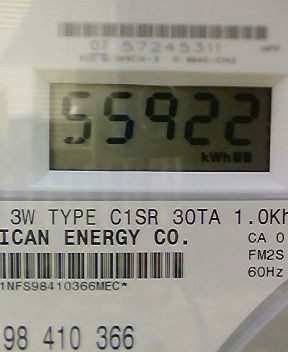 07 57245311
55922
kWh
3W TYPE C1SR 30TA 1.0Kh
ICAN ENERGY CO.
CA 0
FM2S
60Hz
1NFS98410366MEC*
98 410 366